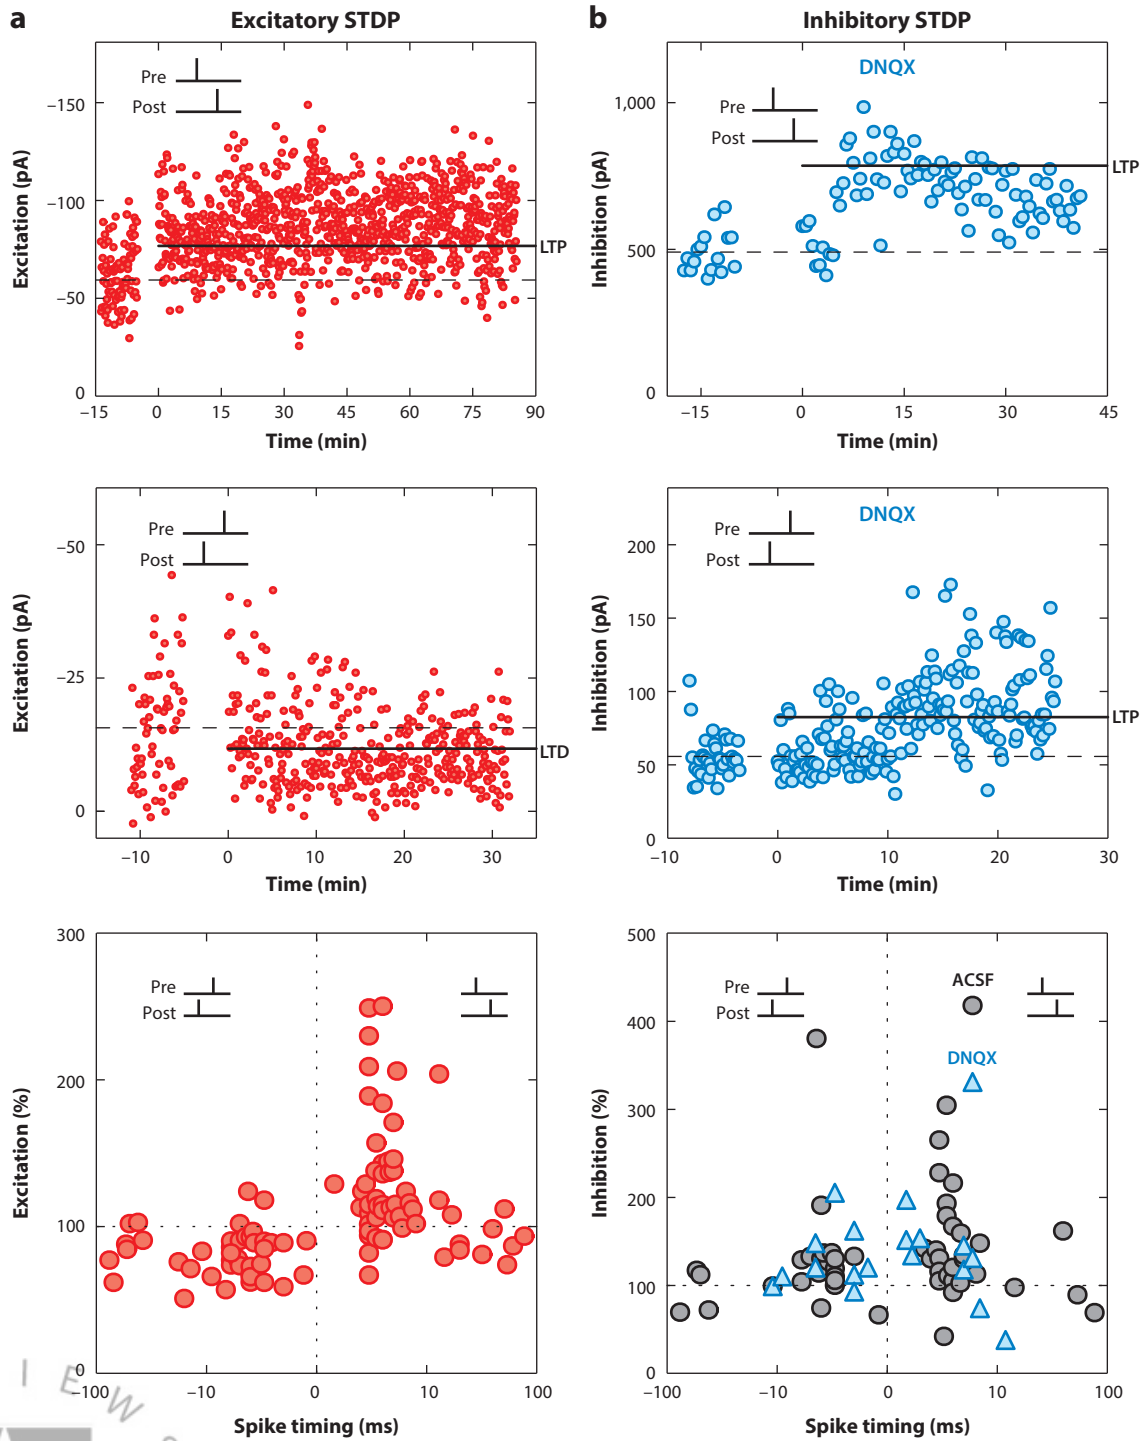 a Excitatory STDP
Pre
Post
−150
−100
−50
0
Excitation (pA)
LTP
−15 0 15 30 45 60 75 90
Time (min)
Pre
Post
−50
−25
0
Excitation (pA)
LTD
−10 0 10 20 30
Time (min)
300
200
100
0
Excitation (%)
Pre
Post
−100 −10 0 10 100
Spike timing (ms)
b Inhibitory STDP
DNQX
Pre
Post
1,000
500
0
Inhibition (pA)
LTP
−15 0 15 30 45
Time (min)
DNQX
Pre
Post
200
150
100
50
0
Inhibition (pA)
LTP
−10 0 10 20 30
Time (min)
500
400
300
200
100
0
Inhibition (%)
Pre
Post
ACSF
DNQX
−100 −10 0 10 100
Spike timing (ms)
I E W